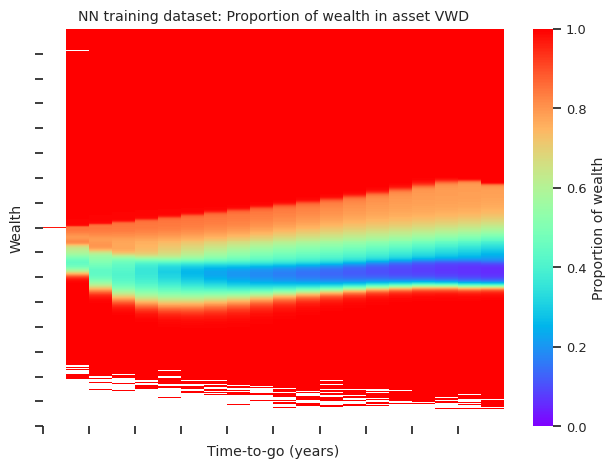 NN training dataset: Proportion of wealth in asset VWD
Wealth
Time-to-go (years)
1.0
0.8
0.6
0.4
0.2
0.0
Proportion of wealth